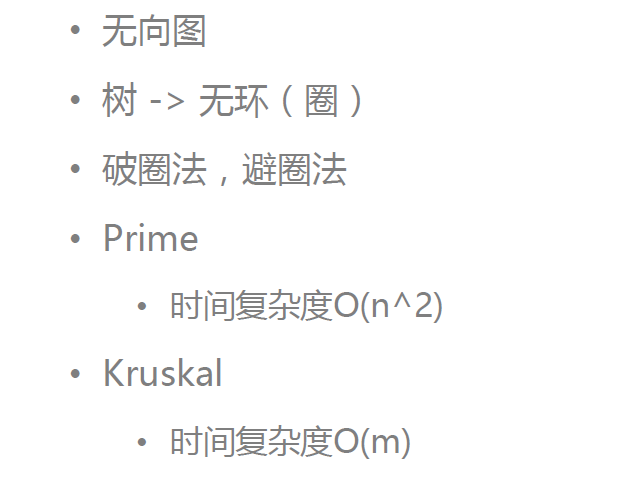 • 无向图
• 树 -> 无环（圈）
• 破圈法，避圈法
• Prime
• 时间复杂度O(n^2)
• Kruskal
• 时间复杂度O(m)